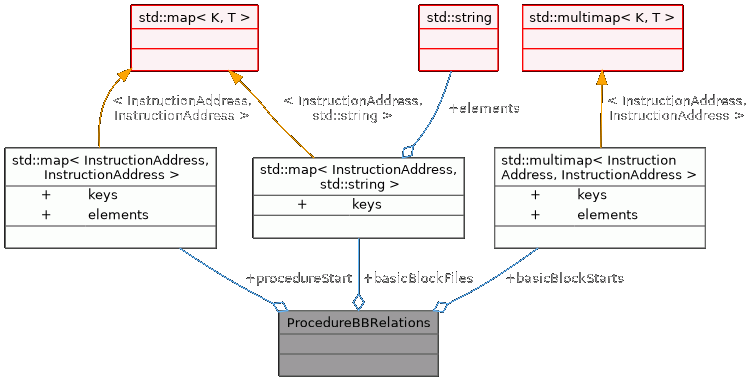 std::map< K, T >
std::string
std::multimap< K, T >
< InstructionAddress,
InstructionAddress >
< InstructionAddress,
std::string >
+elements
< InstructionAddress,
InstructionAddress >
std::map< InstructionAddress,
InstructionAddress >
+ keys
+ elements
std::map< InstructionAddress,
std::string >
+ keys
std::multimap< Instruction
Address, InstructionAddress >
+ keys
+ elements
+procedureStart
+basicBlockFiles
+basicBlockStarts
ProcedureBBRelations